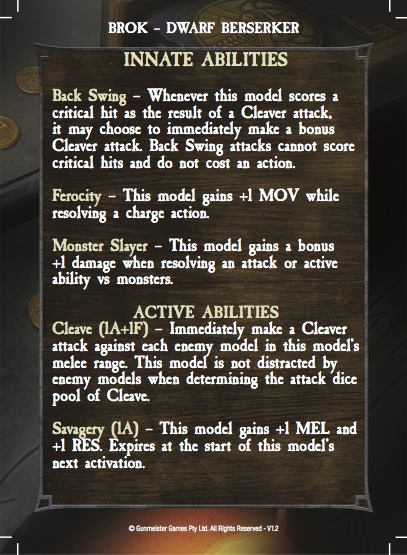 BROK – DWARF BERSERKER
INNATE ABILITIES
Back Swing – Whenever this model scores a
critical hit as the result of a Cleaver attack,
it may choose to immediately make a bonus
Cleaver attack. Back Swing attacks cannot score
critical hits and do not cost an action.
Ferocity – This model gains +1 MOV while
resolving a charge action.
Monster Slayer – This model gains a bonus
+1 damage when resolving an attack or active
ability vs monsters.
ACTIVE ABILITIES
Cleave (1A+1F) – Immediately make a Cleaver
attack against each enemy model in this model's
melee range. This model is not distracted by
enemy models when determining the attack dice
pool of Cleave.
Savagery (1A) – This model gains +1 MEL and
+1 RES. Expires at the start of this model's
next activation.
© Gunmeister Games Pty Ltd. All Rights Reserved - V1.2